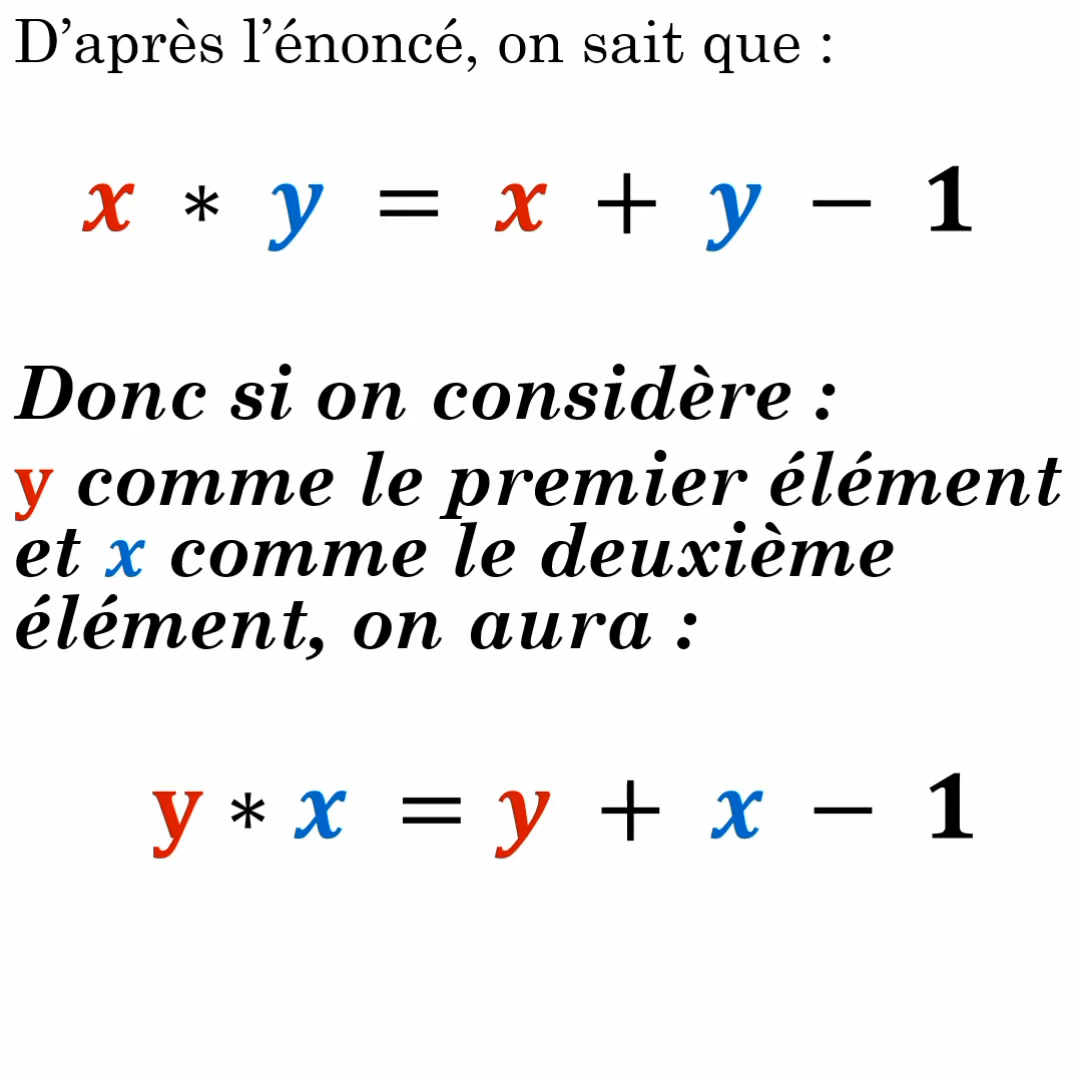 D’après l’énoncé, on sait que :
x * y = x + y − 1
Donc si on considère :
y comme le premier élément
et x comme le deuxième
élément, on aura :
y * x = y + x − 1